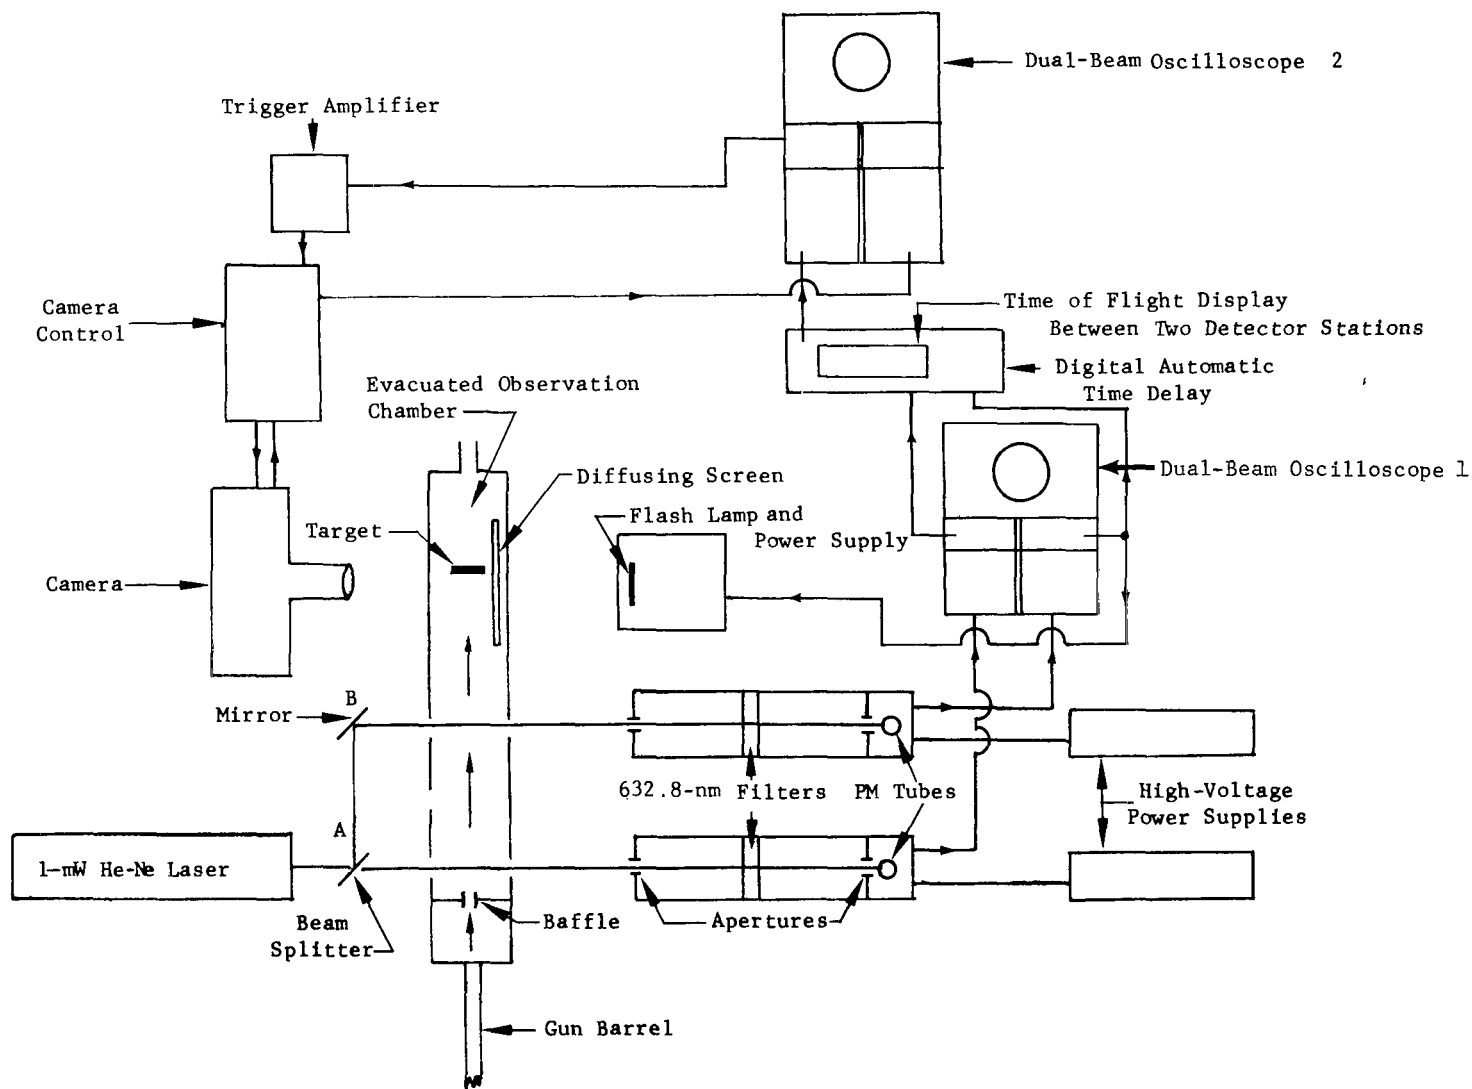 Dual-Beam Oscilloscope 2
Trigger Amplifier
Camera
Control
Time of Flight Display
Between Two Detector Stations
Digital Automatic
Time Delay
Evacuated Observation
Chamber
Diffusing Screen
Dual-Beam Oscilloscope 1
Flash Lamp and
Power Supply
Target
Camera
B
Mirror
632.8-nm Filters
PM Tubes
High-Voltage
Power Supplies
A
1-mW He-Ne Laser
Beam
Splitter
Baffle
Apertures
Gun Barrel